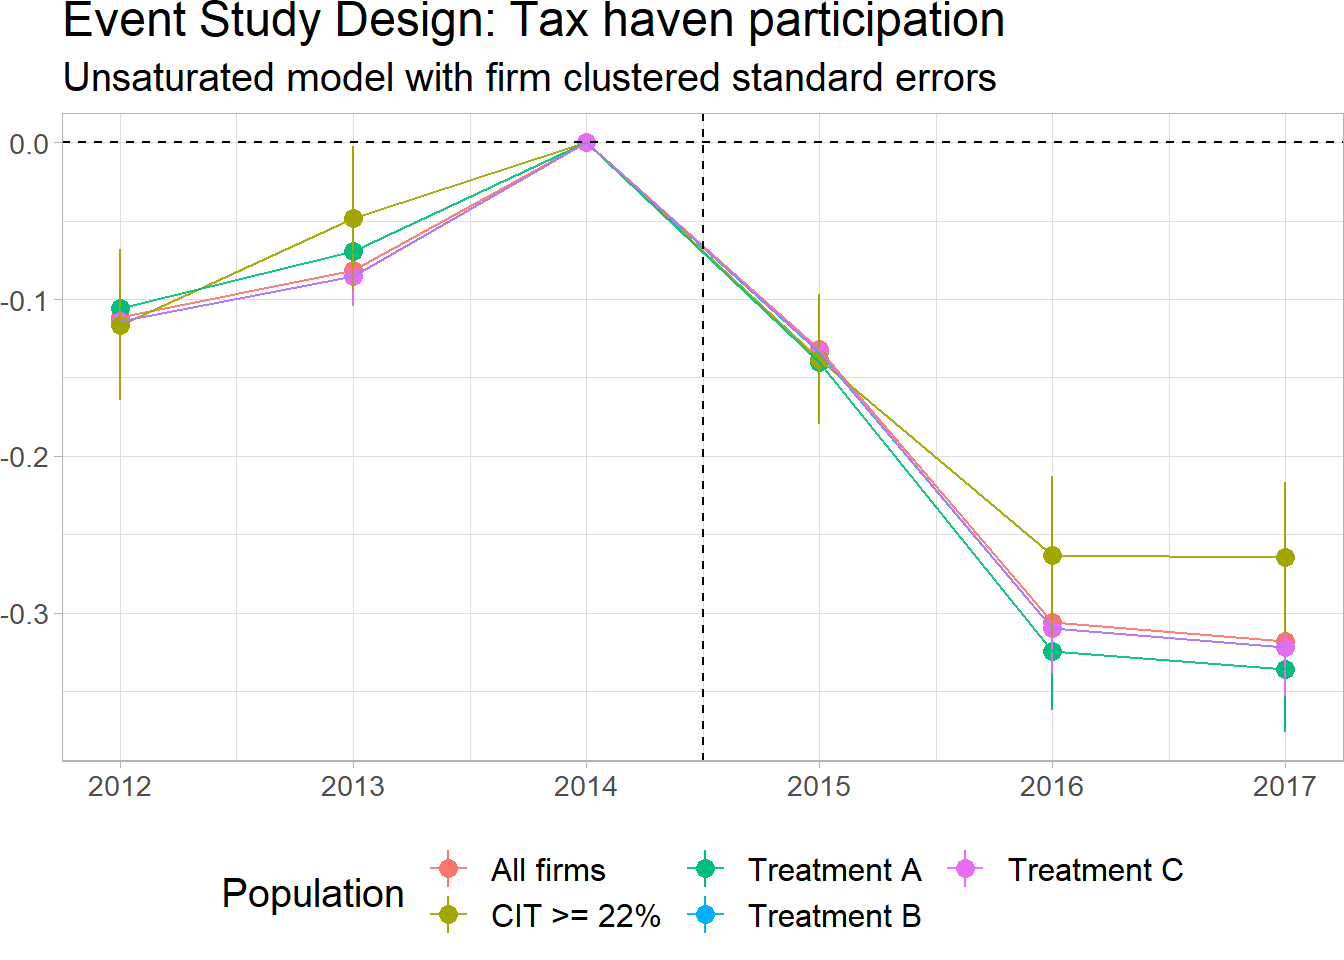 Event Study Design: Tax haven participation
Unsaturated model with firm clustered standard errors
0.0
-0.1
-0.2
-0.3
2012 2013 2014 2015 2016 2017
Population
All firms Treatment A Treatment C
CIT >= 22% Treatment B